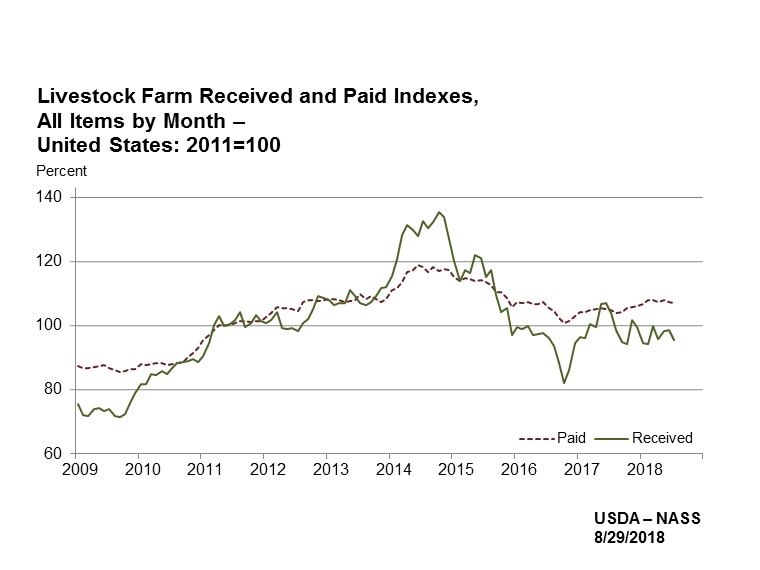 Livestock Farm Received and Paid Indexes,
All Items by Month –
United States: 2011=100
Percent
140
120
100
80
60
Paid Received
2009 2010 2011 2012 2013 2014 2015 2016 2017 2018
USDA – NASS
8/29/2018